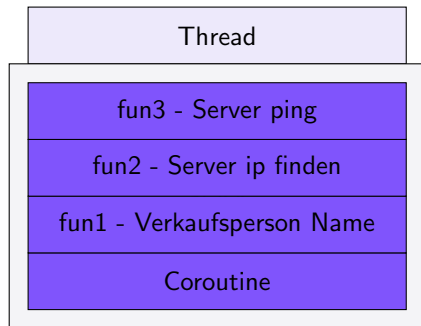 Thread
fun3 - Server ping
fun2 - Server ip finden
fun1 - Verkaufsperson Name
Coroutine